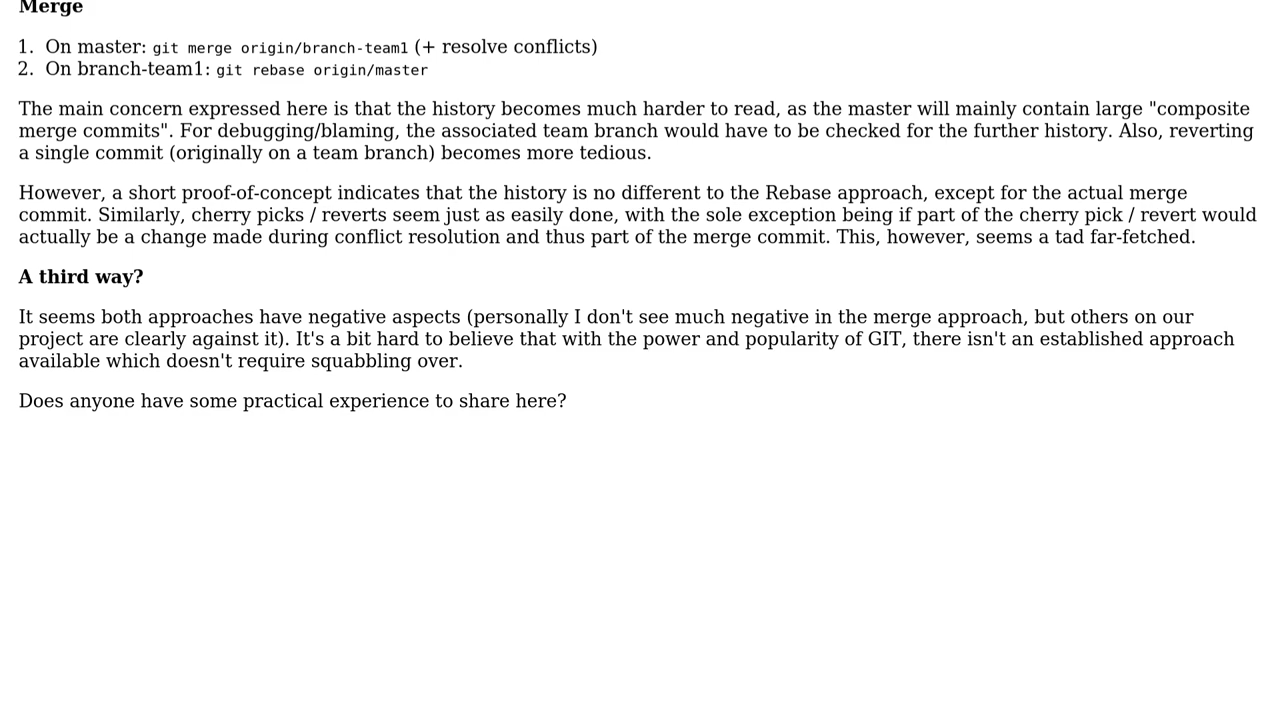 Merge
1. On master: git merge origin/branch-team1 (+ resolve conflicts)
2. On branch-team1: git rebase origin/master
The main concern expressed here is that the history becomes much harder to read, as the master will mainly contain large "composite
merge commits". For debugging/blaming, the associated team branch would have to be checked for the further history. Also, reverting
a single commit (originally on a team branch) becomes more tedious.
However, a short proof-of-concept indicates that the history is no different to the Rebase approach, except for the actual merge
commit. Similarly, cherry picks / reverts seem just as easily done, with the sole exception being if part of the cherry pick / revert would
actually be a change made during conflict resolution and thus part of the merge commit. This, however, seems a tad far-fetched.
A third way?
It seems both approaches have negative aspects (personally I don't see much negative in the merge approach, but others on our
project are clearly against it). It's a bit hard to believe that with the power and popularity of GIT, there isn't an established approach
available which doesn't require squabbling over.
Does anyone have some practical experience to share here?